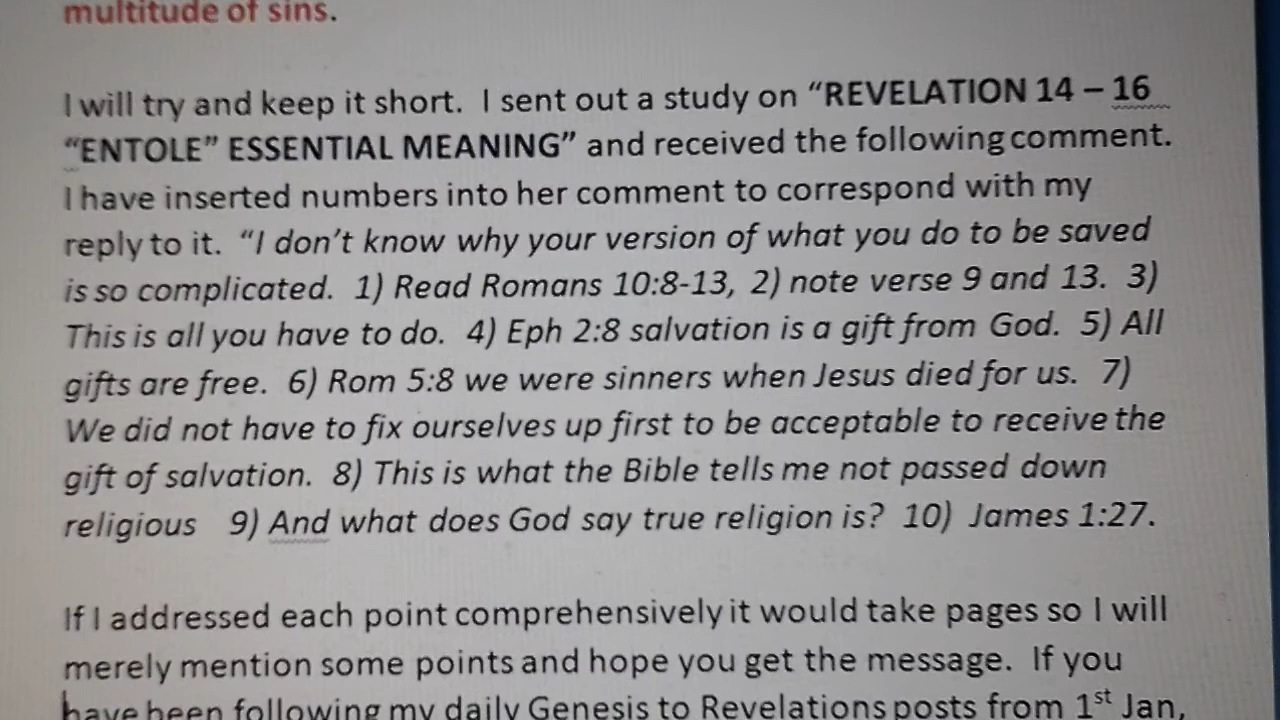 multitude of sins.
I will try and keep it short. I sent out a study on “REVELATION 14 – 16
“ENTOLE” ESSENTIAL MEANING” and received the following comment.
I have inserted numbers into her comment to correspond with my
reply to it. “I don’t know why your version of what you do to be saved
is so complicated. 1) Read Romans 10:8-13, 2) note verse 9 and 13. 3)
This is all you have to do. 4) Eph 2:8 salvation is a gift from God. 5) All
gifts are free. 6) Rom 5:8 we were sinners when Jesus died for us. 7)
We did not have to fix ourselves up first to be acceptable to receive the
gift of salvation. 8) This is what the Bible tells me not passed down
religious 9) And what does God say true religion is? 10) James 1:27.
If I addressed each point comprehensively it would take pages so I will
merely mention some points and hope you get the message. If you
have been following my daily Genesis to Revelations posts from 1st Jan,